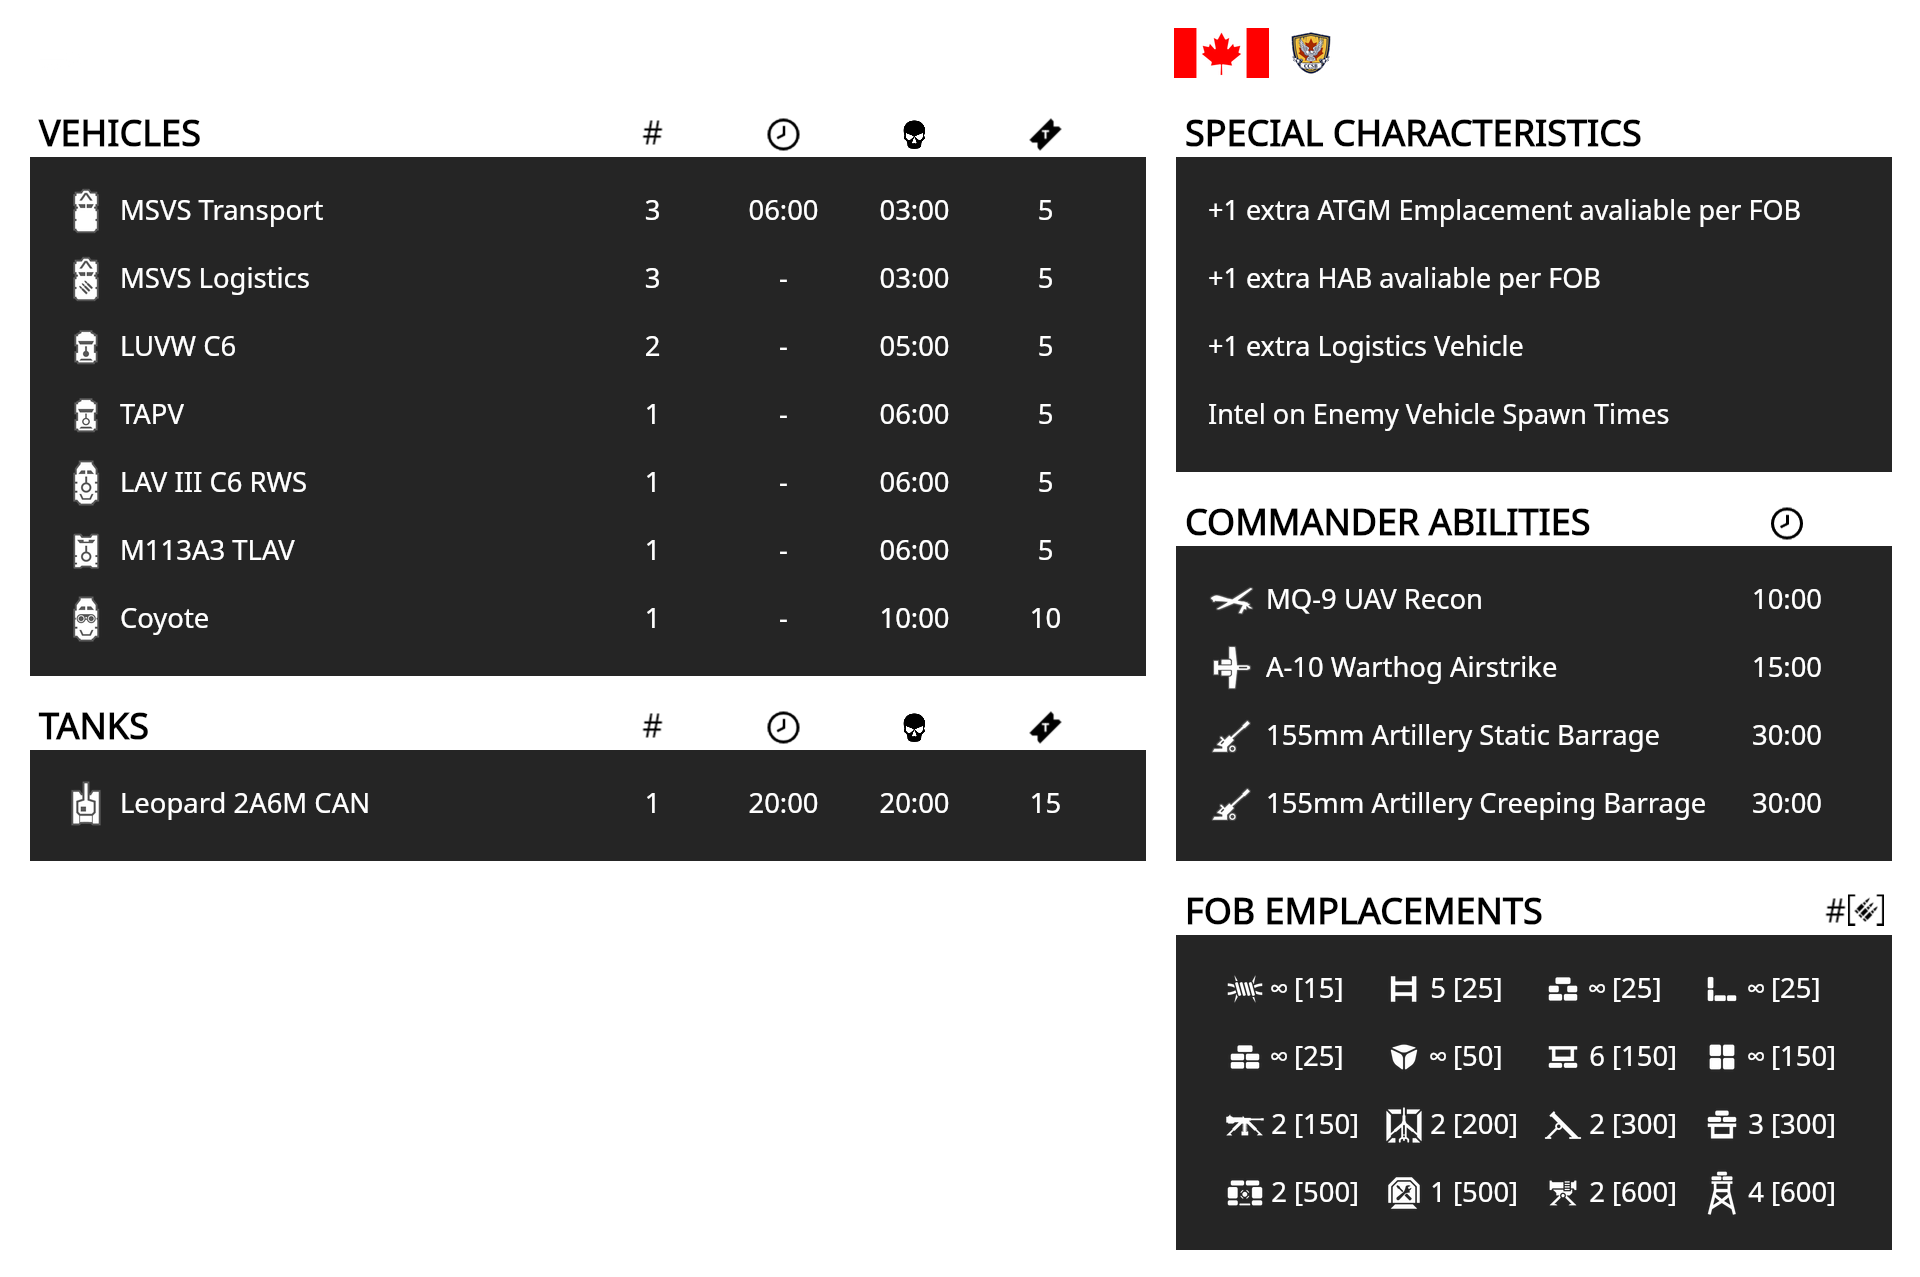 VEHICLES #
MSVS Transport 3 06:00 03:00 5
MSVS Logistics 3 - 03:00 5
LUVW C6 2 - 05:00 5
TAPV 1 - 06:00 5
LAV III C6 RWS 1 - 06:00 5
M113A3 TLAV 1 - 06:00 5
Coyote 1 - 10:00 10
TANKS #
Leopard 2A6M CAN 1 20:00 20:00 15
SPECIAL CHARACTERISTICS
+1 extra ATGM Emplacement avaliable per FOB
+1 extra HAB avaliable per FOB
+1 extra Logistics Vehicle
Intel on Enemy Vehicle Spawn Times
COMMANDER ABILITIES
MQ-9 UAV Recon 10:00
A-10 Warthog Airstrike 15:00
155mm Artillery Static Barrage 30:00
155mm Artillery Creeping Barrage 30:00
FOB EMPLACEMENTS #[]
∞ [15] 5 [25] ∞ [25] ∞ [25]
∞ [25] ∞ [50] 6 [150] ∞ [150]
2 [150] 2 [200] 2 [300] 3 [300]
2 [500] 1 [500] 2 [600] 4 [600]